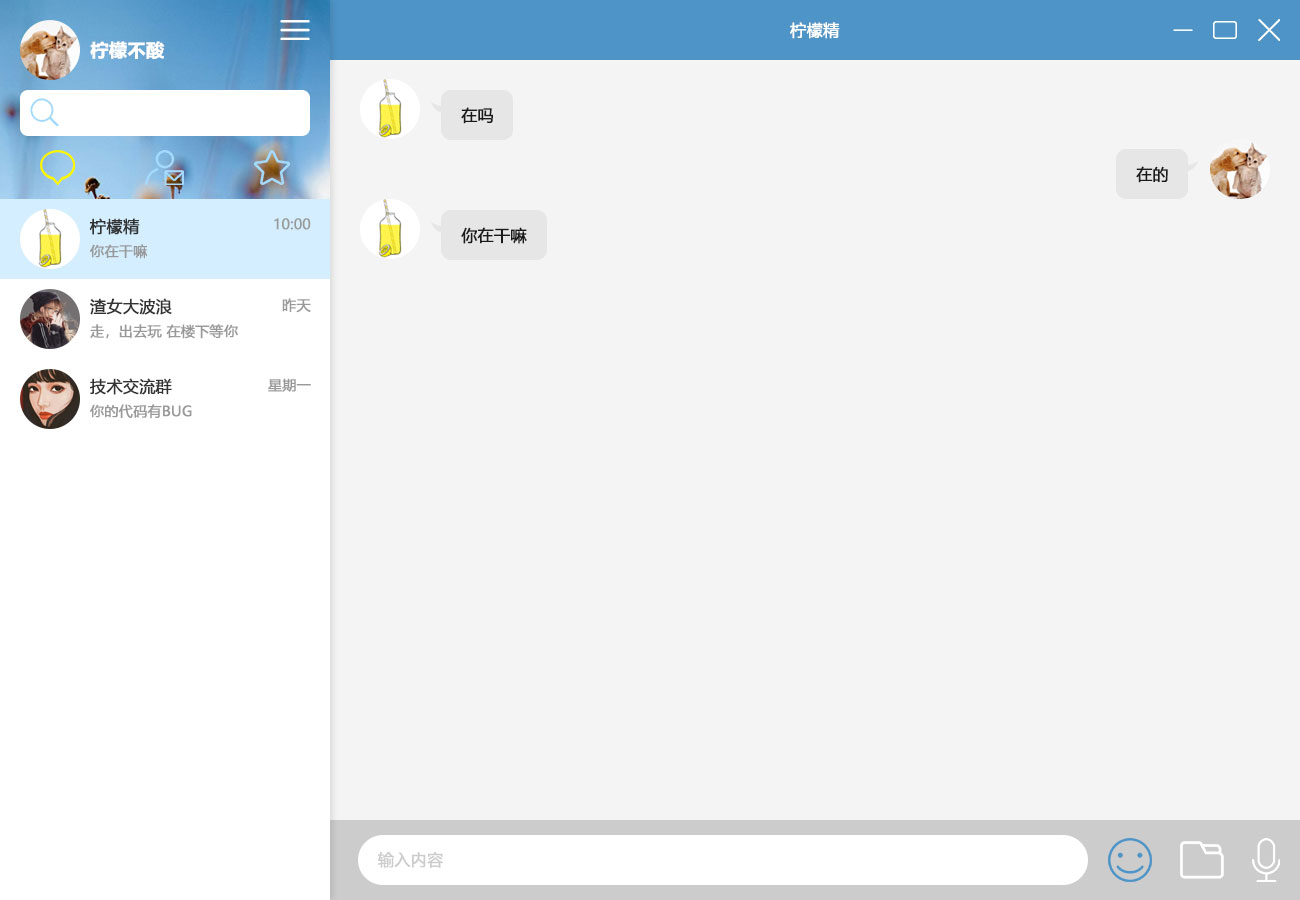 柠檬不酸
柠檬精
10:00
你在干嘛
渣女大波浪
昨天
走，出去玩 在楼下等你
技术交流群
星期一
你的代码有BUG
柠檬精
在吗
在的
你在干嘛
输入内容